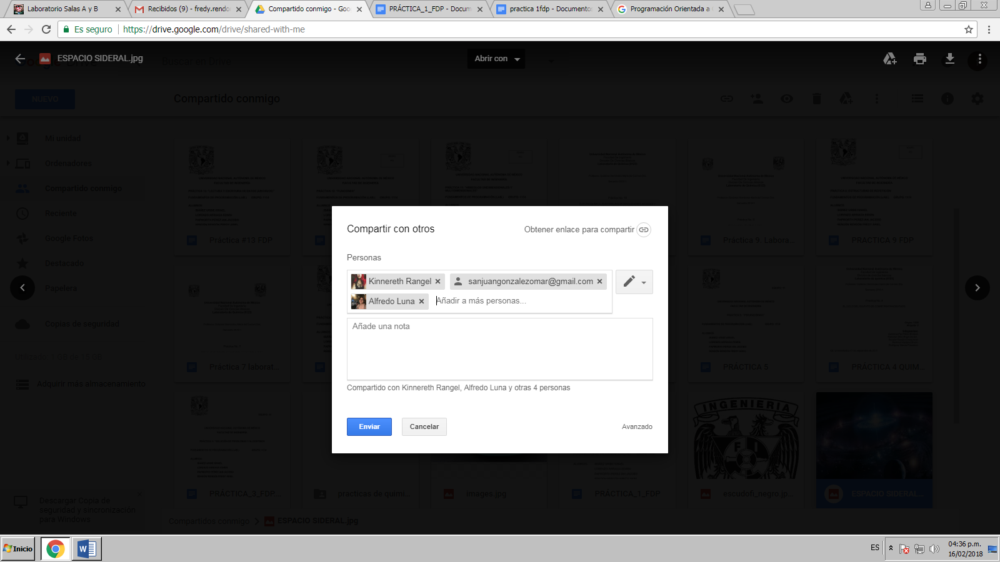 Laboratorio Salas A y B
Recibidos (9) - fredy.rendo
Compartido conmigo - Goo
PRÁCTICA_1_FDP - Docum
practica 1fdp - Documento
Programación Orientada a
Es seguro
https://drive.google.com/drive/shared-with-me
ESPACIO SIDERAL.jpg
Buscar en Drive
Abrir con
NUEVO
Compartido conmigo
Mi unidad
Ordenadores
Compartido conmigo
Reciente
Google Fotos
Destacado
Papelera
Copias de seguridad
Utilizado: 1 GB de 15 GB
Adquirir más almacenamiento
Descargar Copia de
seguridad y sincronización
para Windows
Práctica #13 FDP
Práctica 9. Labora...
PRACTICA 9 FDP
Práctica 7 laborat...
PRÁCTICA 5
PRÁCTICA 4 QUIM...
PRÁCTICA_3_FDP...
practicas de quimi...
images.jpg
PRÁCTICA_1_FDP
INGENIERIA
escudofi_negro.jp...
ESPACIO SIDERAL...
Compartidos conmigo
ESPACIO SIDERAL.jpg
Compartir con otros
Obtener enlace para compartir
Personas
Kinnereth Rangel
sanjuangonzalezomar@gmail.com
Alfredo Luna
Añadir a más personas...
Añade una nota
Compartido con Kinnereth Rangel, Alfredo Luna y otras 4 personas
Enviar
Cancelar
Avanzado
Inicio
ES
04:36 p.m.
16/02/2018